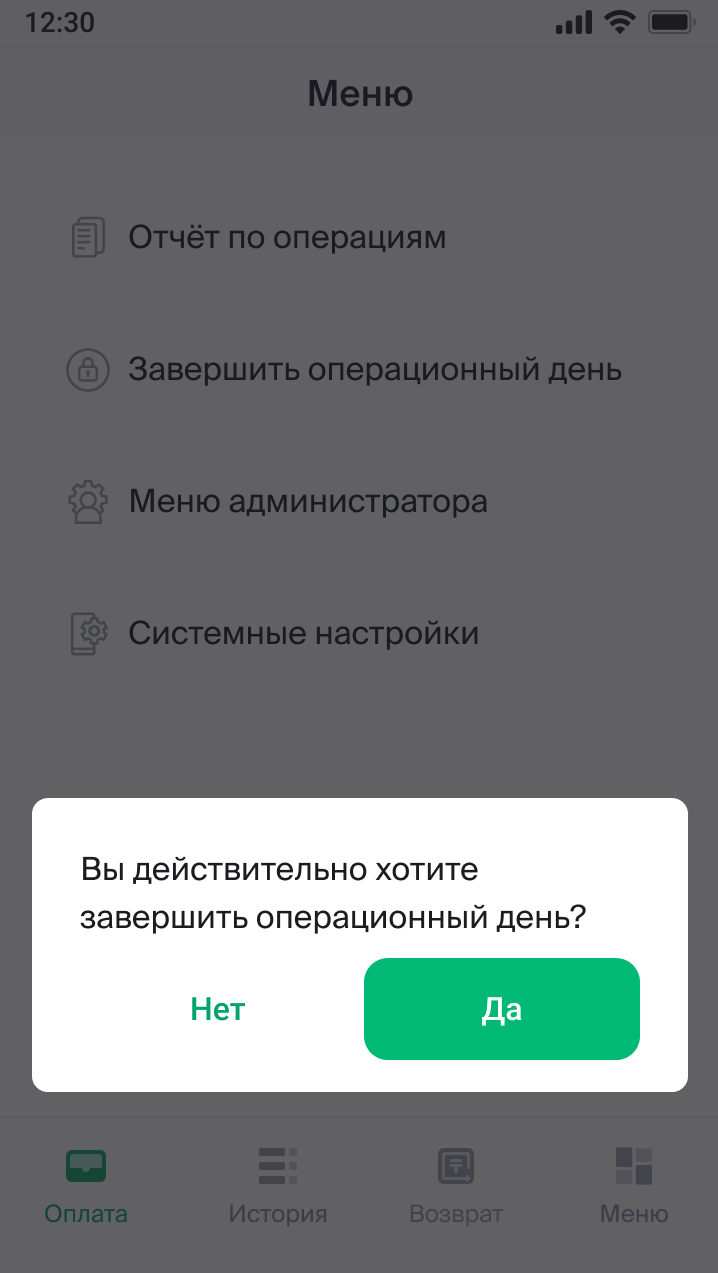 12:30
Меню
Отчёт по операциям
Завершить операционный день
Меню администратора
Системные настройки
Вы действительно хотите
завершить операционный день?
Нет
Да
Оплата
История
Возврат
Меню